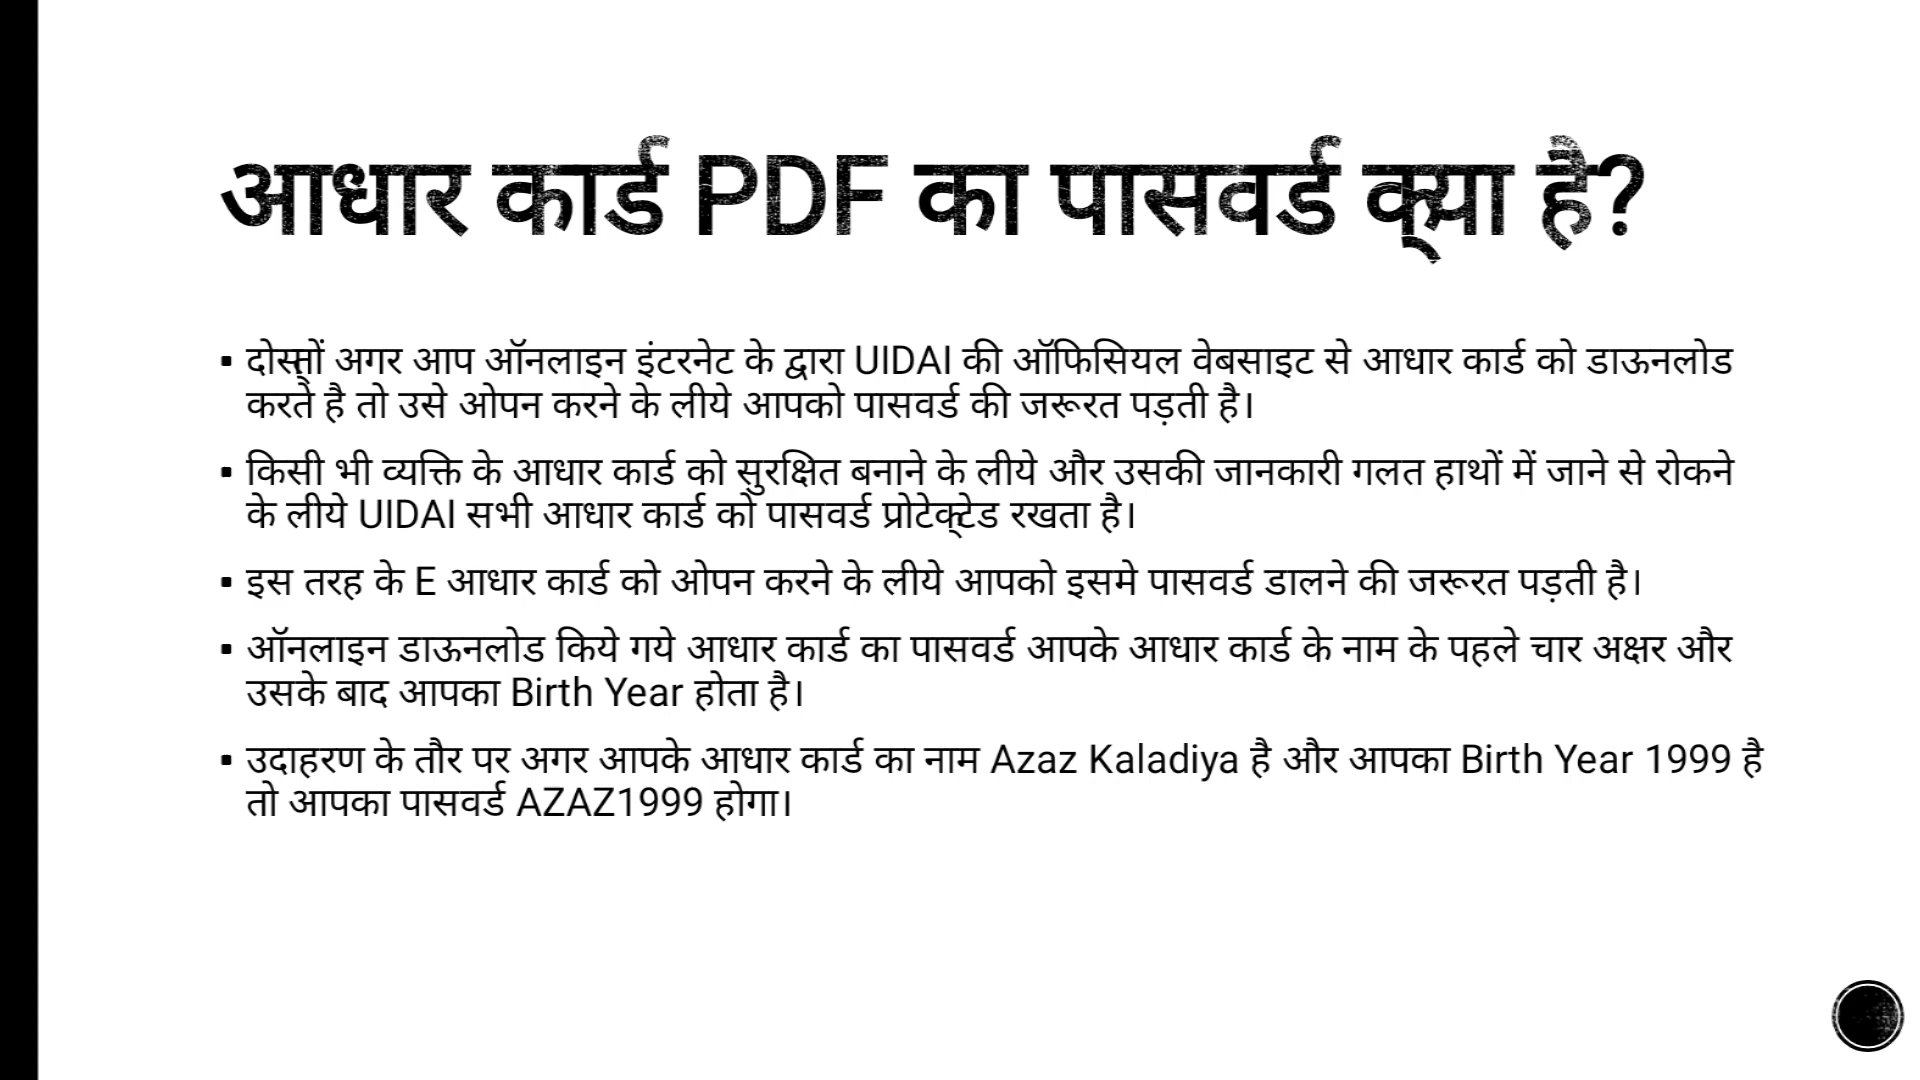 आधार कार्ड PDF का पासवर्ड क्या है?
▪ दोस्तों अगर आप ऑनलाइन इंटरनेट के द्वारा UIDAI की ऑफिसियल वेबसाइट से आधार कार्ड को डाऊनलोड
करते है तो उसे ओपन करने के लीये आपको पासवर्ड की जरूरत पड़ती है।
▪ किसी भी व्यक्ति के आधार कार्ड को सुरक्षित बनाने के लीये और उसकी जानकारी गलत हाथों में जाने से रोकने
के लीये UIDAI सभी आधार कार्ड को पासवर्ड प्रोटेक्टेड रखता है।
▪ इस तरह के E आधार कार्ड को ओपन करने के लीये आपको इसमे पासवर्ड डालने की जरूरत पड़ती है।
▪ ऑनलाइन डाऊनलोड किये गये आधार कार्ड का पासवर्ड आपके आधार कार्ड के नाम के पहले चार अक्षर और
उसके बाद आपका Birth Year होता है।
▪ उदाहरण के तौर पर अगर आपके आधार कार्ड का नाम Azaz Kaladiya है और आपका Birth Year 1999 है
तो आपका पासवर्ड AZAZ1999 होगा।